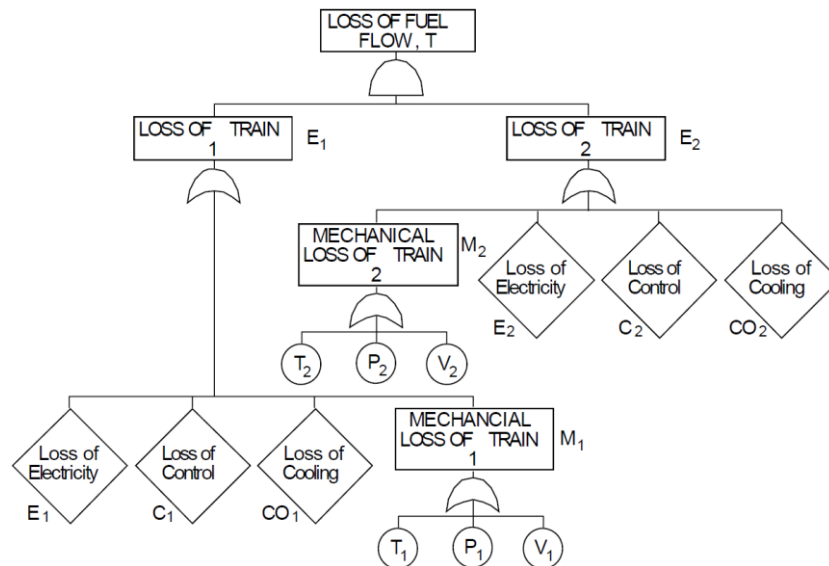 LOSS OF FUEL
FLOW, T
LOSS OF TRAIN
1
E1
LOSS OF TRAIN
2
E2
MECHANICAL
LOSS OF TRAIN
2
M2
Loss of
Electricity
E2
Loss of
Control
C2
Loss of
Cooling
CO2
T2
P2
V2
Loss of
Electricity
E1
Loss of
Control
C1
Loss of
Cooling
CO1
MECHANCIAL
LOSS OF TRAIN
1
M1
T1
P1
V1